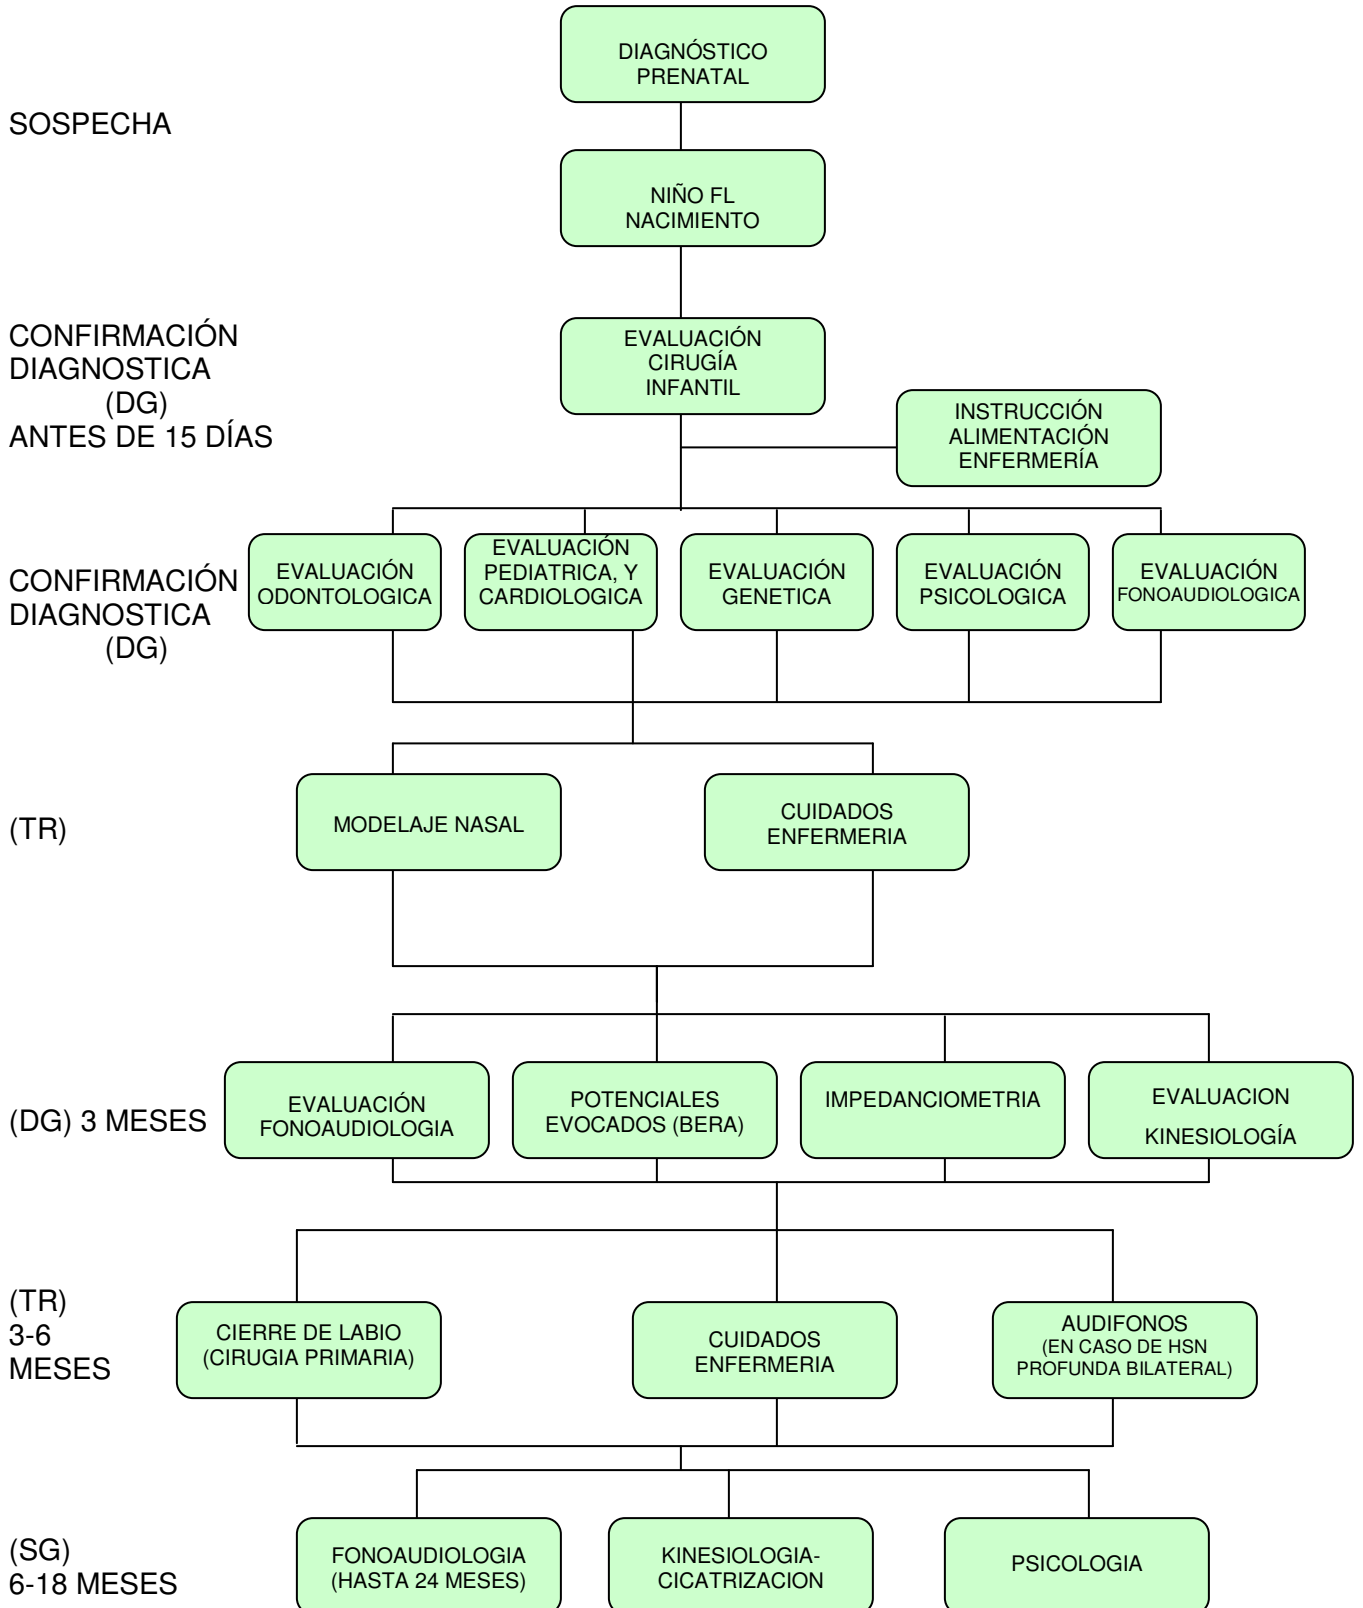 DIAGNÓSTICO
PRENATAL
SOSPECHA
NIÑO FL
NACIMIENTO
CONFIRMACIÓN
DIAGNOSTICA
(DG)
ANTES DE 15 DÍAS
EVALUACIÓN
CIRUGÍA
INFANTIL
INSTRUCCIÓN
ALIMENTACIÓN
ENFERMERÍA
CONFIRMACIÓN
DIAGNOSTICA
(DG)
EVALUACIÓN
ODONTOLOGICA
EVALUACIÓN
PEDIATRICA, Y
CARDIOLOGICA
EVALUACIÓN
GENETICA
EVALUACIÓN
PSICOLOGICA
EVALUACIÓN
FONOAUDIOLOGICA
(TR)
MODELAJE NASAL
CUIDADOS
ENFERMERIA
(DG) 3 MESES
EVALUACIÓN
FONOAUDIOLOGIA
POTENCIALES
EVOCADOS (BERA)
IMPEDANCIOMETRIA
EVALUACION
KINESIOLOGÍA
(TR)
3-6
MESES
CIERRE DE LABIO
(CIRUGIA PRIMARIA)
CUIDADOS
ENFERMERIA
AUDIFONOS
(EN CASO DE HSN
PROFUNDA BILATERAL)
(SG)
6-18 MESES
FONOAUDIOLOGIA
(HASTA 24 MESES)
KINESIOLOGIA-
CICATRIZACION
PSICOLOGIA